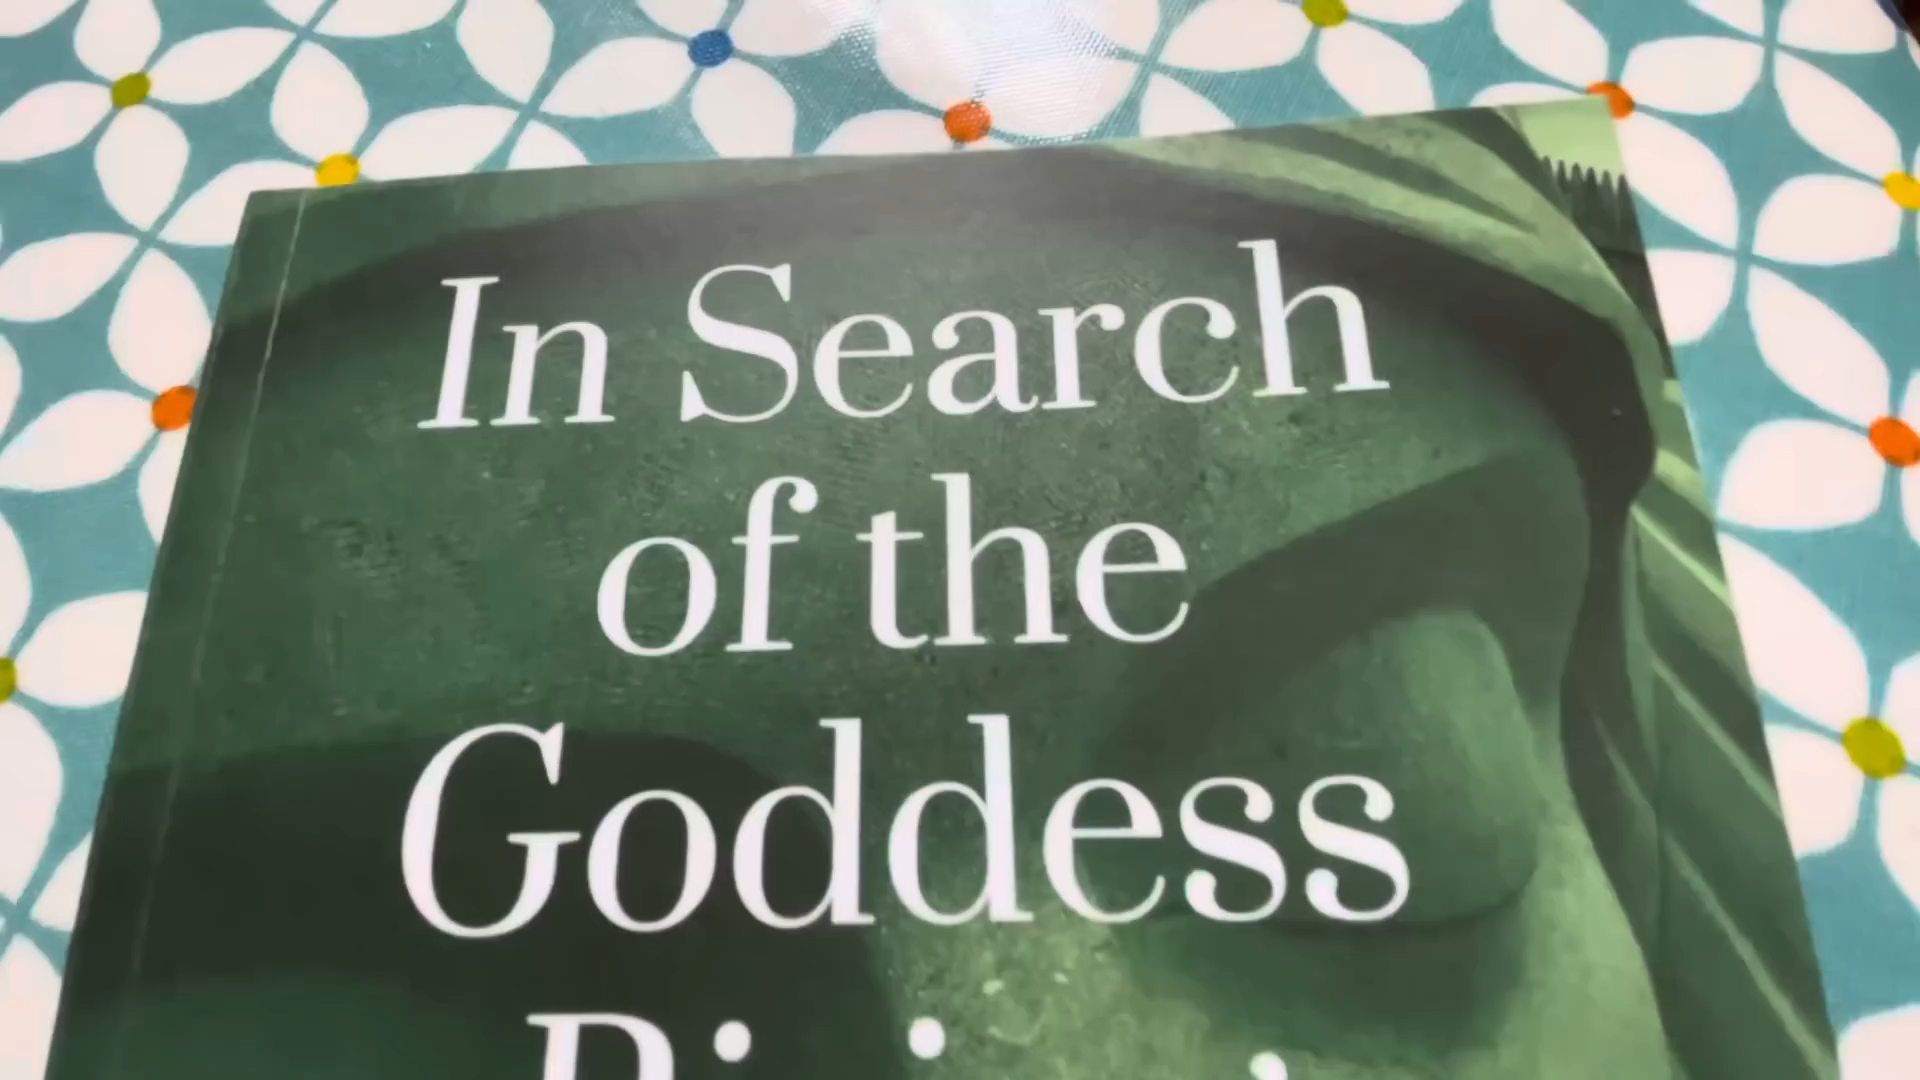 In Search
of the
Goddess